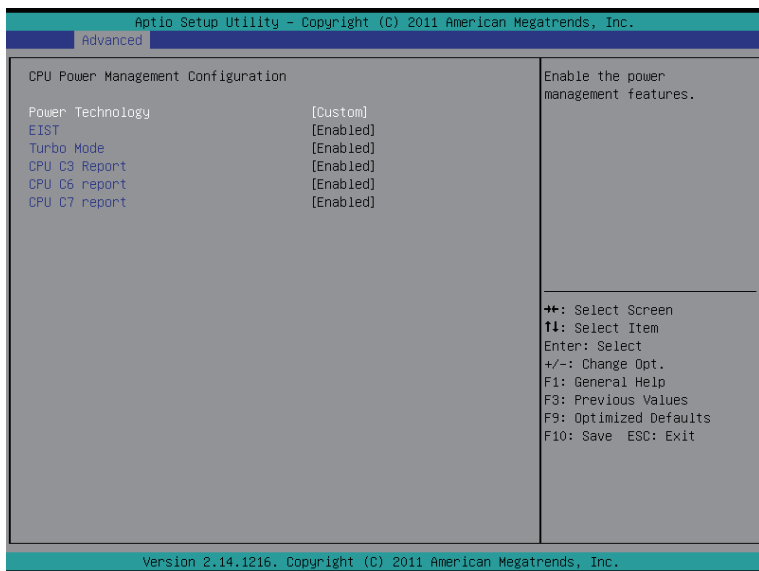 Aptio Setup Utility – Copyright (C) 2011 American Megatrends, Inc.
Advanced
CPU Power Management Configuration
Power Technology [Custom]
EIST [Enabled]
Turbo Mode [Enabled]
CPU C3 Report [Enabled]
CPU C6 report [Enabled]
CPU C7 report [Enabled]
Enable the power
management features.
→←: Select Screen
↑↓: Select Item
Enter: Select
+/-: Change Opt.
F1: General Help
F3: Previous Values
F9: Optimized Defaults
F10: Save ESC: Exit
Version 2.14.1216. Copyright (C) 2011 American Megatrends, Inc.